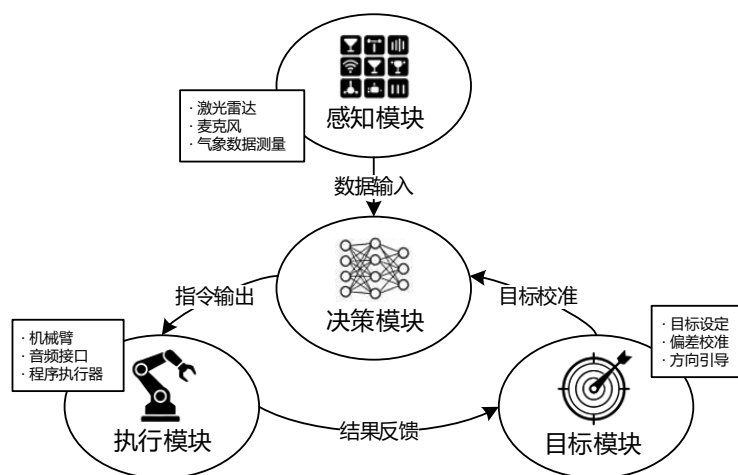 · 激光雷达
· 麦克风
· 气象数据测量
感知模块
数据输入
决策模块
指令输出
目标校准
· 机械臂
· 音频接口
· 程序执行器
执行模块
结果反馈
· 目标设定
· 偏差校准
· 方向引导
目标模块